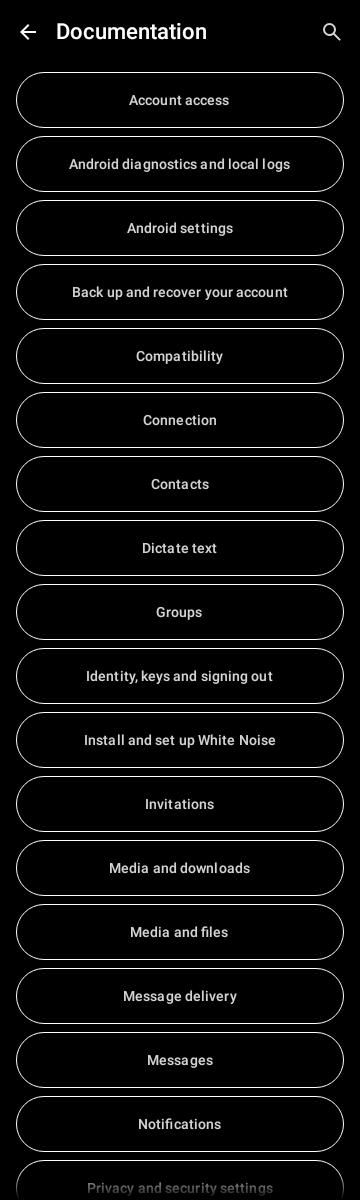 Documentation
Account access
Android diagnostics and local logs
Android settings
Back up and recover your account
Compatibility
Connection
Contacts
Dictate text
Groups
Identity, keys and signing out
Install and set up White Noise
Invitations
Media and downloads
Media and files
Message delivery
Messages
Notifications
Privacy and security settings